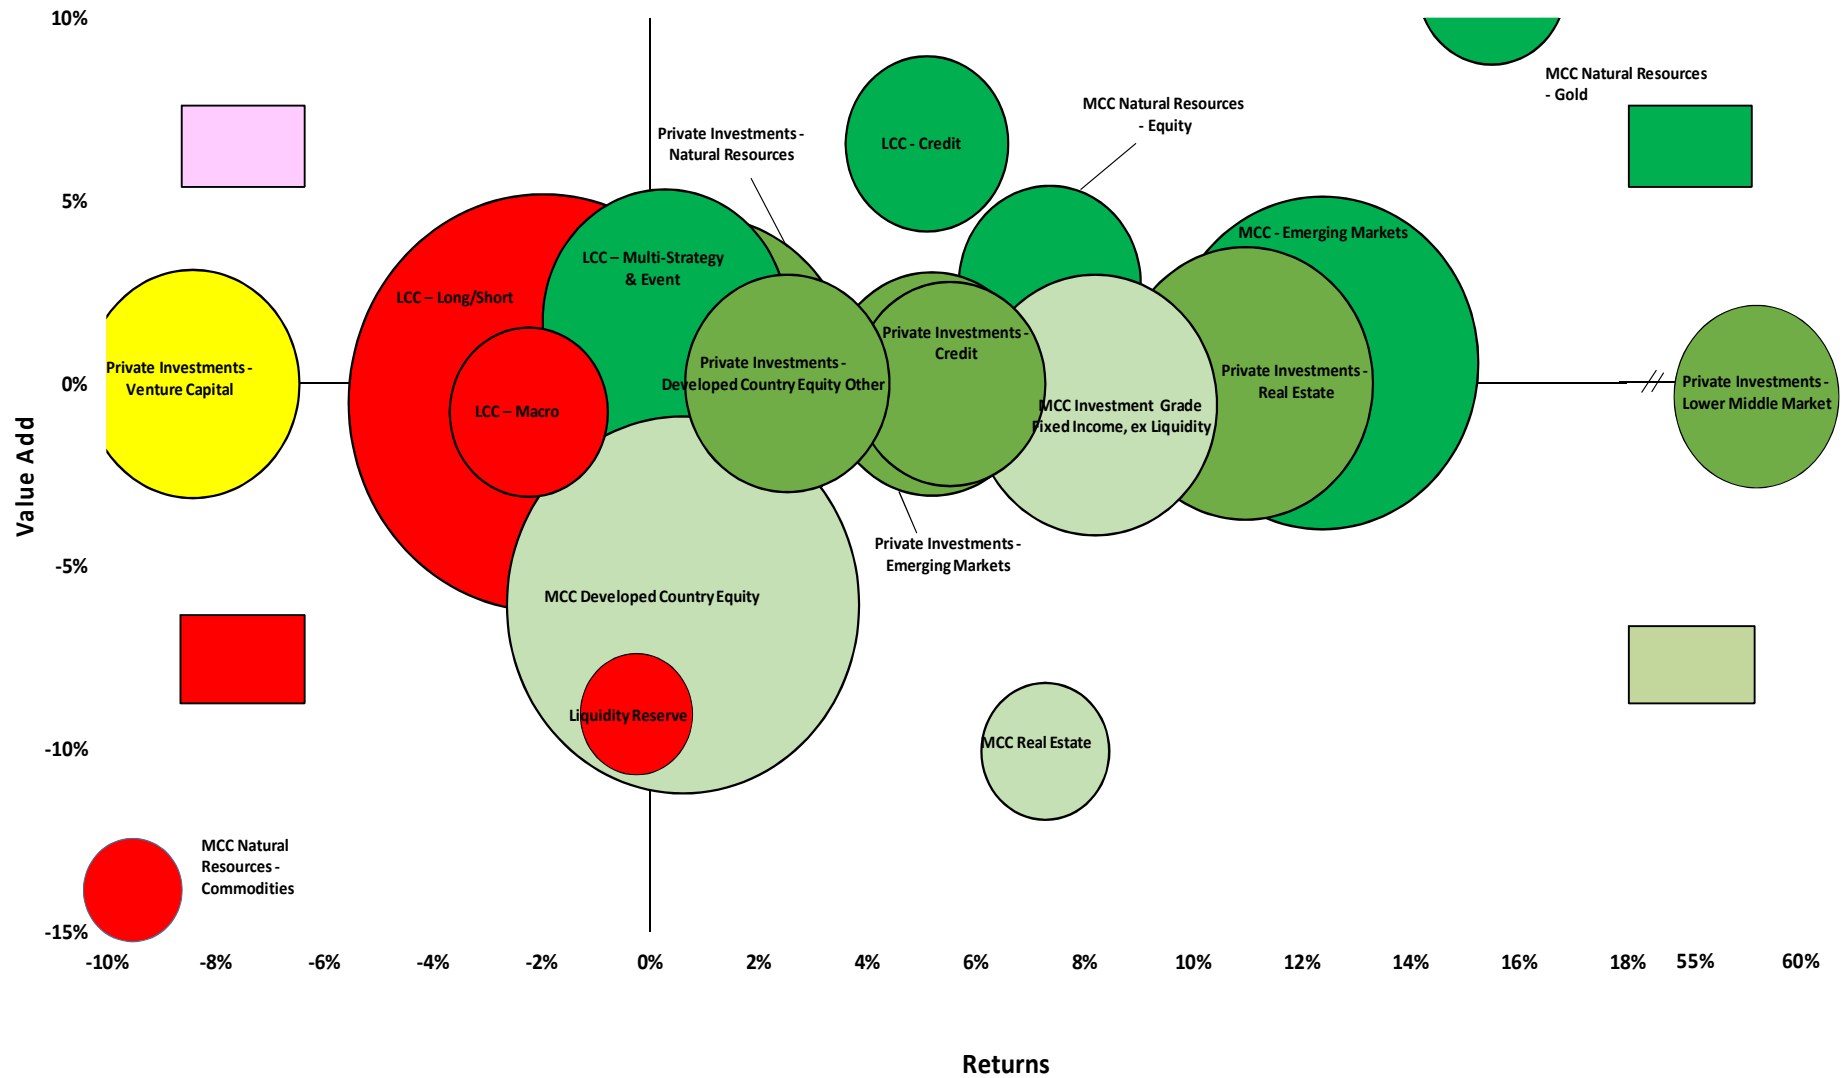 10%
5%
0%
-5%
-10%
-15%
Value Add
MCC Natural Resources
- Gold
MCC Natural Resources
- Equity
Private Investments -
Natural Resources
LCC - Credit
MCC - Emerging Markets
LCC – Multi-Strategy
& Event
LCC – Long/Short
Private Investments -
Credit
Private Investments -
Venture Capital
Private Investments -
Developed Country Equity Other
Private Investments -
Real Estate
Private Investments -
Lower Middle Market
LCC – Macro
MCC Investment Grade
Fixed Income, ex Liquidity
Private Investments -
Emerging Markets
MCC Developed Country Equity
Liquidity Reserve
MCC Real Estate
MCC Natural
Resources -
Commodities
-10% -8% -6% -4% -2% 0% 2% 4% 6% 8% 10% 12% 14% 16% 18% 55% 60%
Returns